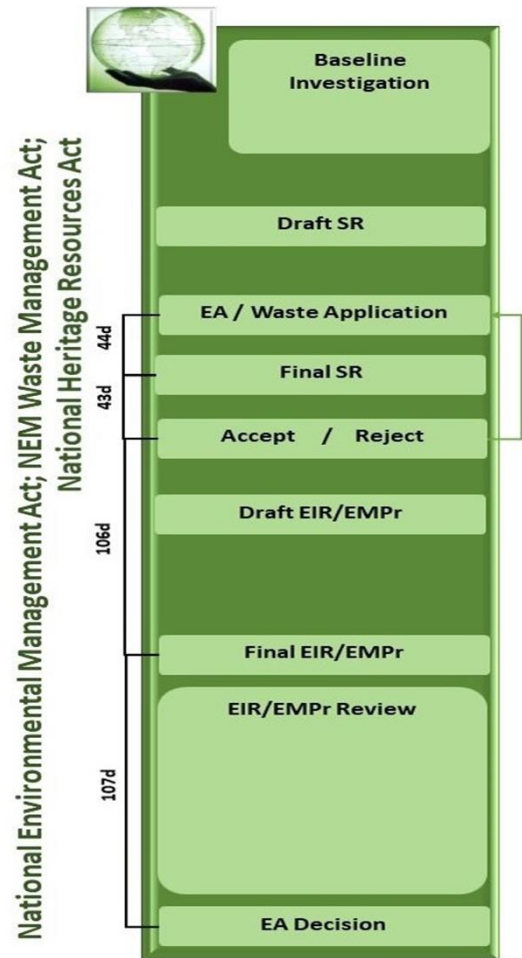 National Environmental Management Act; NEM Waste Management Act;
National Heritage Resources Act
Baseline
Investigation
Draft SR
EA / Waste Application
44d
Final SR
43d
Accept / Reject
Draft EIR/EMPr
106d
Final EIR/EMPr
EIR/EMPr Review
107d
EA Decision